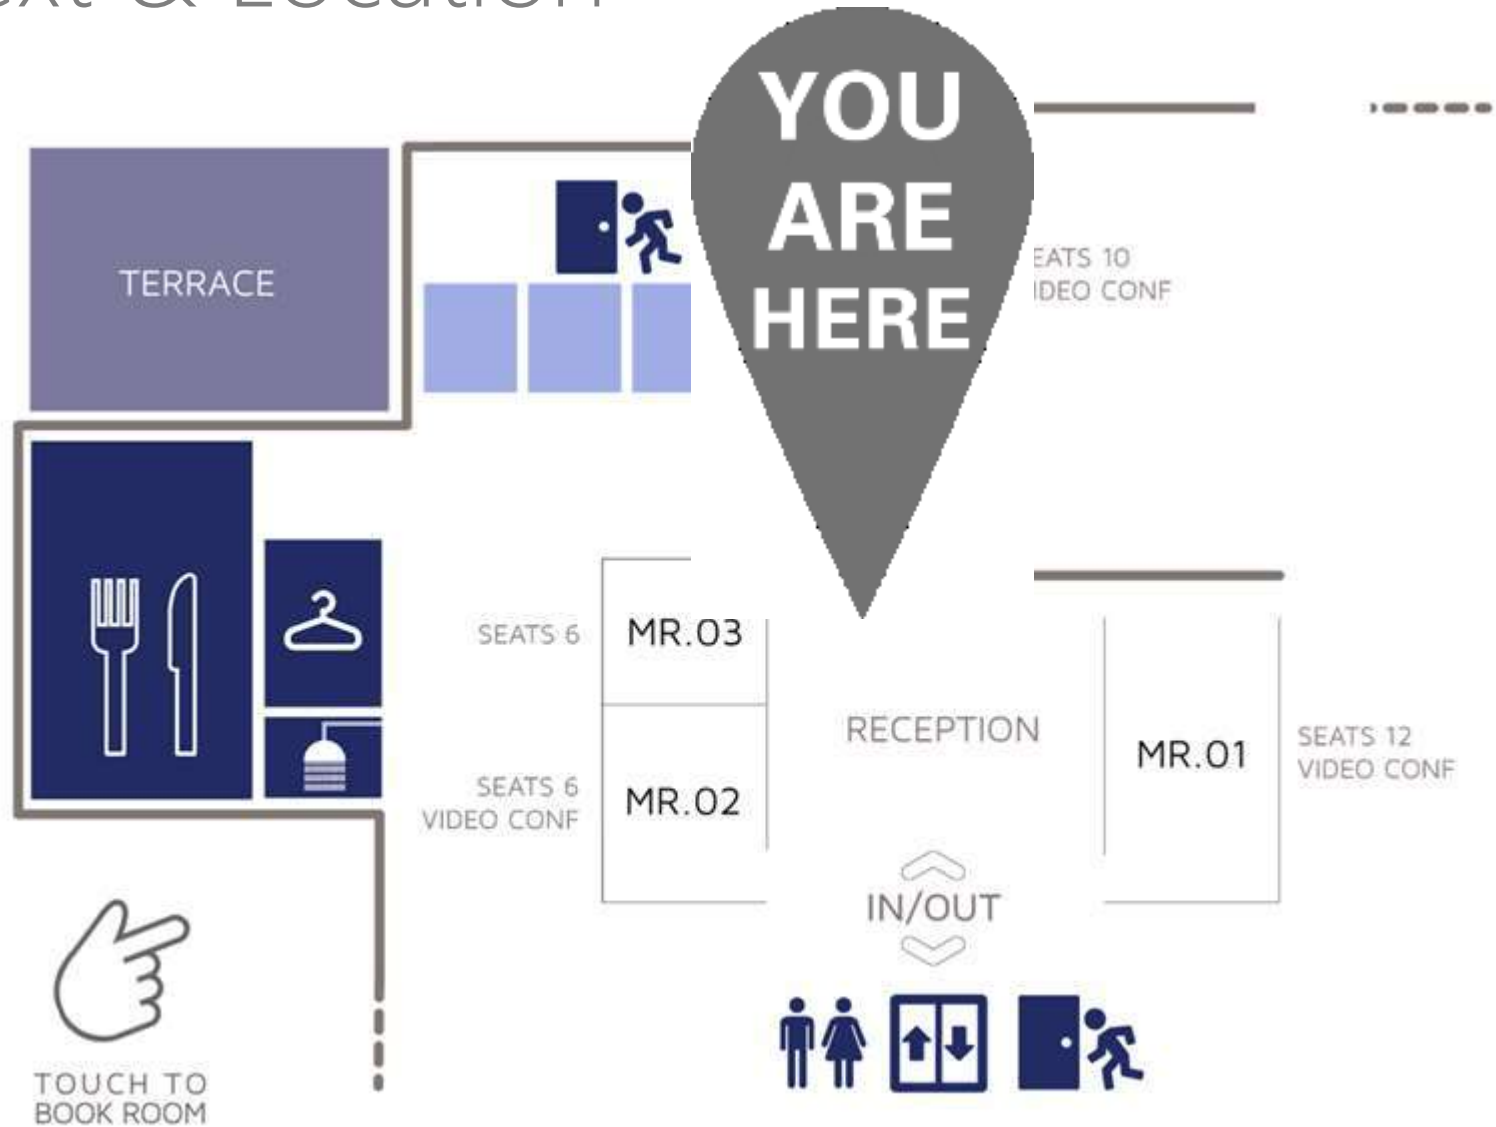 & Location
YOU
ARE
HERE
TERRACE
EATS 10
IDEO CONF
SEATS 6
MR.03
RECEPTION
MR.01
SEATS 12
VIDEO CONF
SEATS 6
VIDEO CONF
MR.02
IN/OUT
TOUCH TO
BOOK ROOM